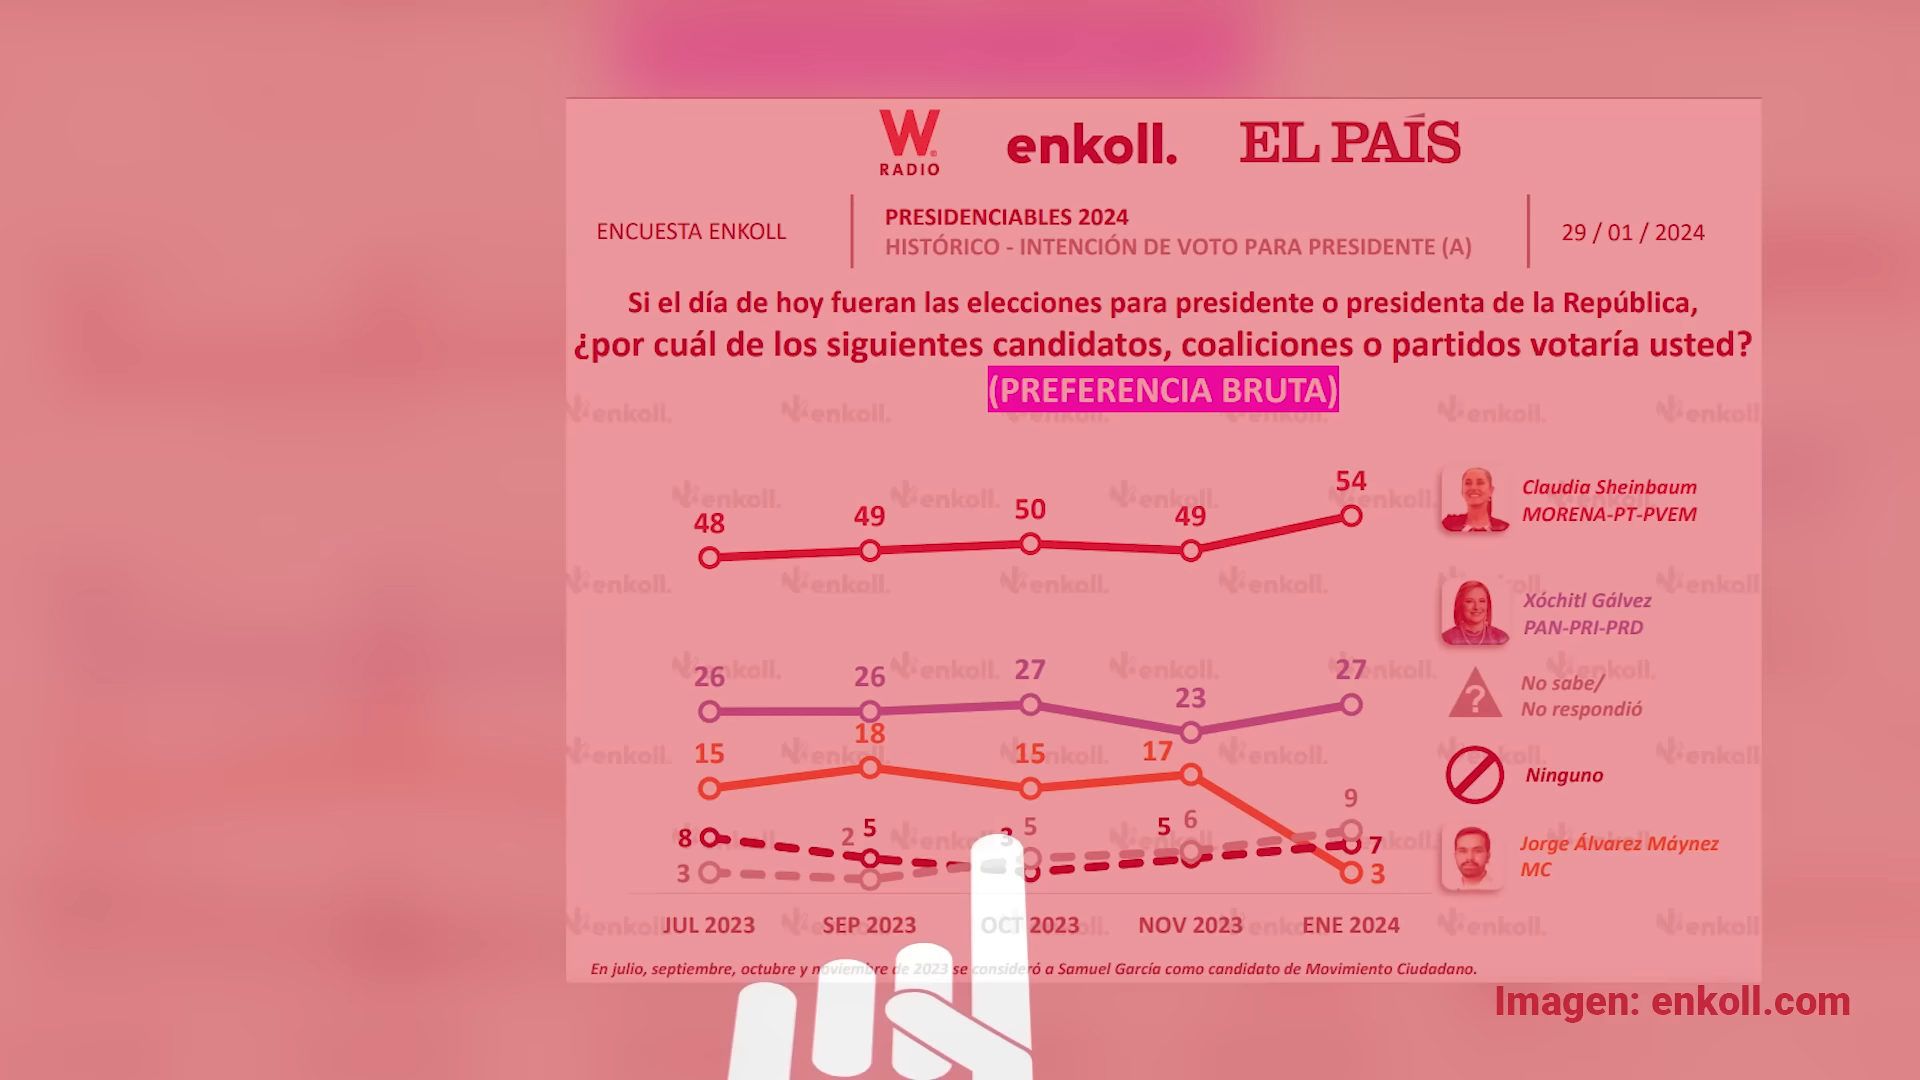 W
RADIO
enkoll.
EL PAÍS
ENCUESTA ENKOLL
PRESIDENCIABLES 2024
HISTÓRICO - INTENCIÓN DE VOTO PARA PRESIDENTE (A)
29 / 01 / 2024
Si el día de hoy fueran las elecciones para presidente o presidenta de la República,
¿por cuál de los siguientes candidatos, coaliciones o partidos votaría usted?
(PREFERENCIA BRUTA)
48 49 50 49 54
Claudia Sheinbaum
MORENA-PT-PVEM
Xóchitl Gálvez
PAN-PRI-PRD
26 26 27 23 27
No sabe/
No respondió
15 18 15 17
Ninguno
8 2 5 3 5 5 6 9 7
Jorge Álvarez Máynez
MC
3 3
JUL 2023 SEP 2023 OCT 2023 NOV 2023 ENE 2024
En julio, septiembre, octubre y noviembre de 2023 se consideró a Samuel García como candidato de Movimiento Ciudadano.
Imagen: enkoll.com